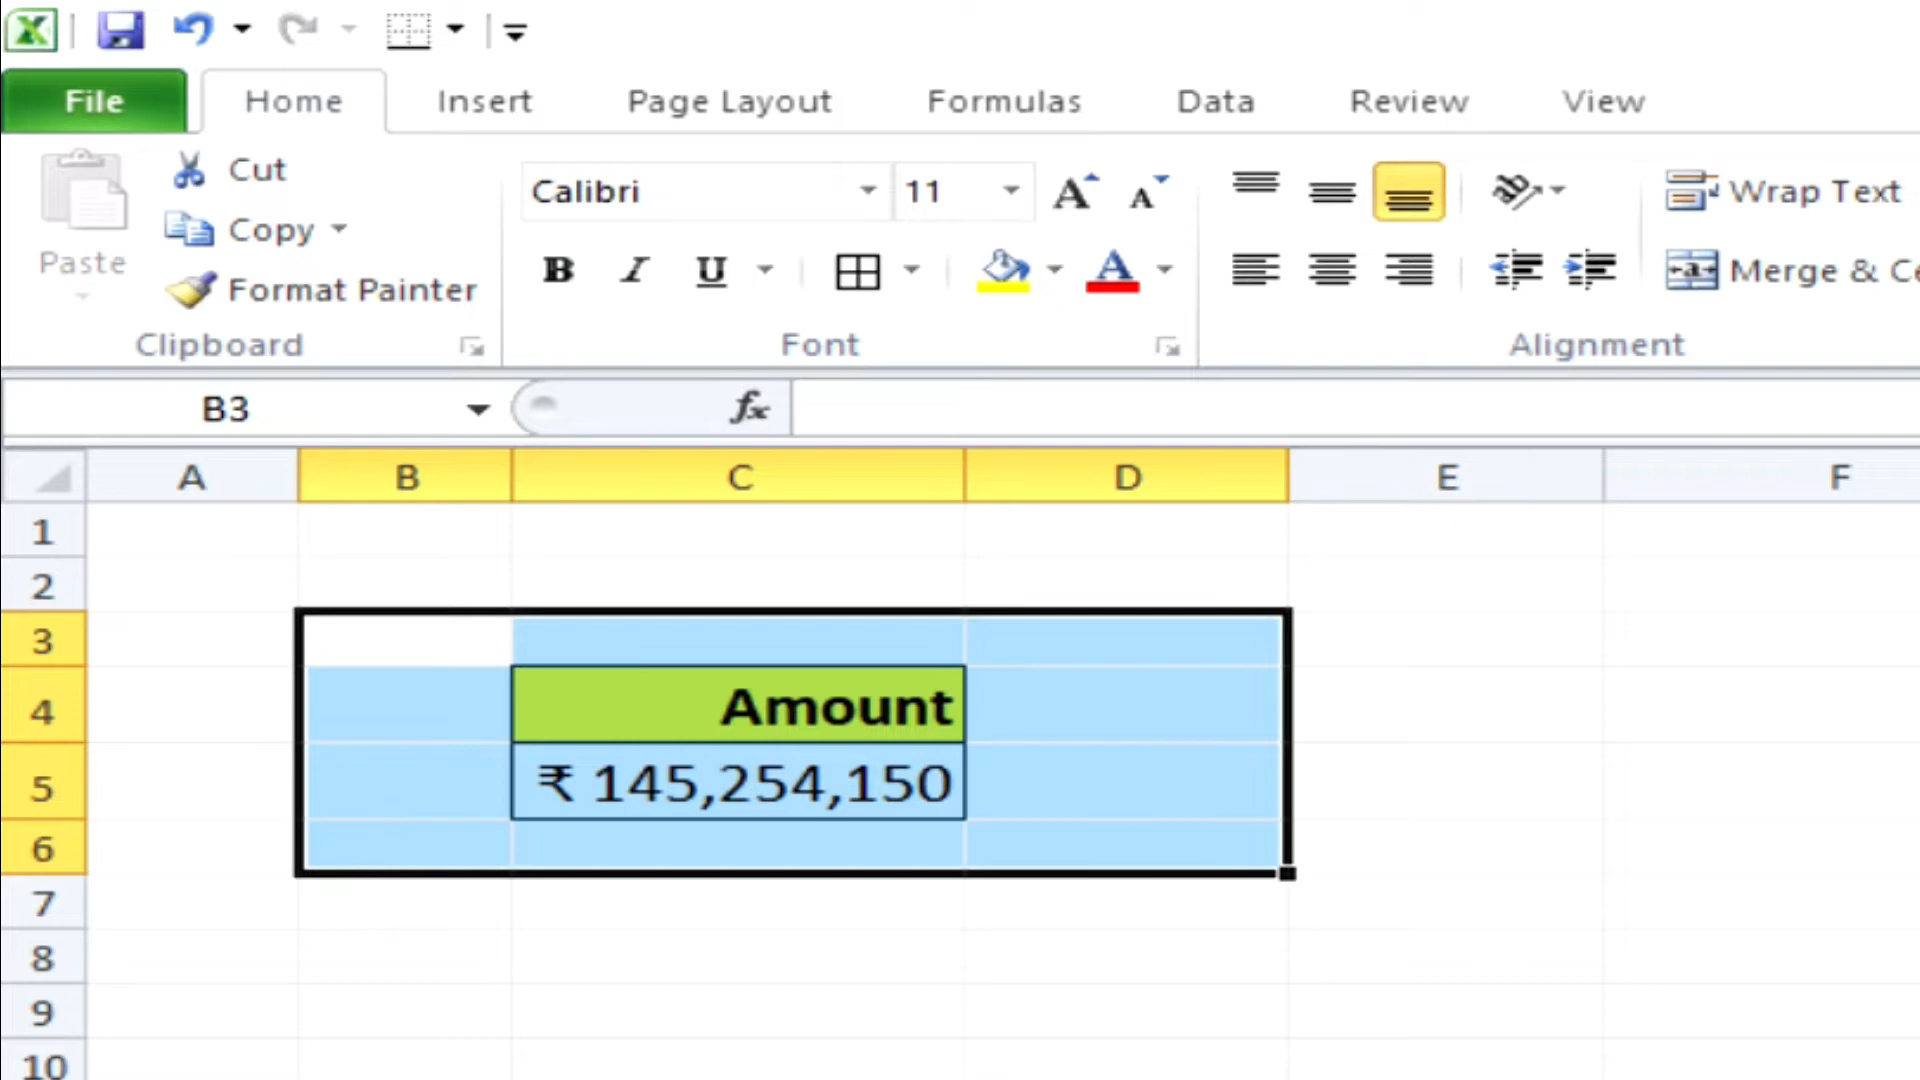 File Home Insert Page Layout Formulas Data Review View
Cut
Copy
Paste
Format Painter
Clipboard
Calibri 11
B I U
Font
Wrap Text
Merge & Ce
Alignment
B3 fx
A B C D E F
1
2
3
4 Amount
5 ₹ 145,254,150
6
7
8
9
10